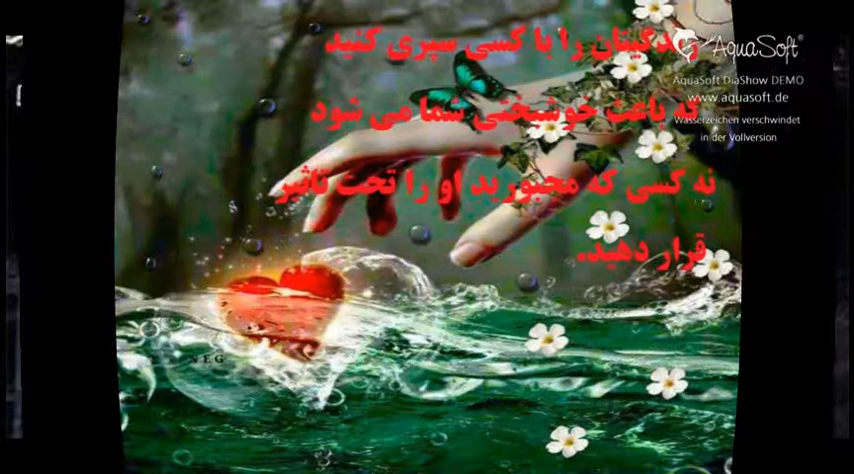 را با کسی سپری کنید
که باعث خوشبختی شما می شود
نه کسی که مجبورید او را تحت تاثیر
قرار دهید.
AquaSoft®
AquaSoft DiaShow DEMO
www.aquasoft.de
Wasserzeichen verschwindet
in der Vollversion
NEG